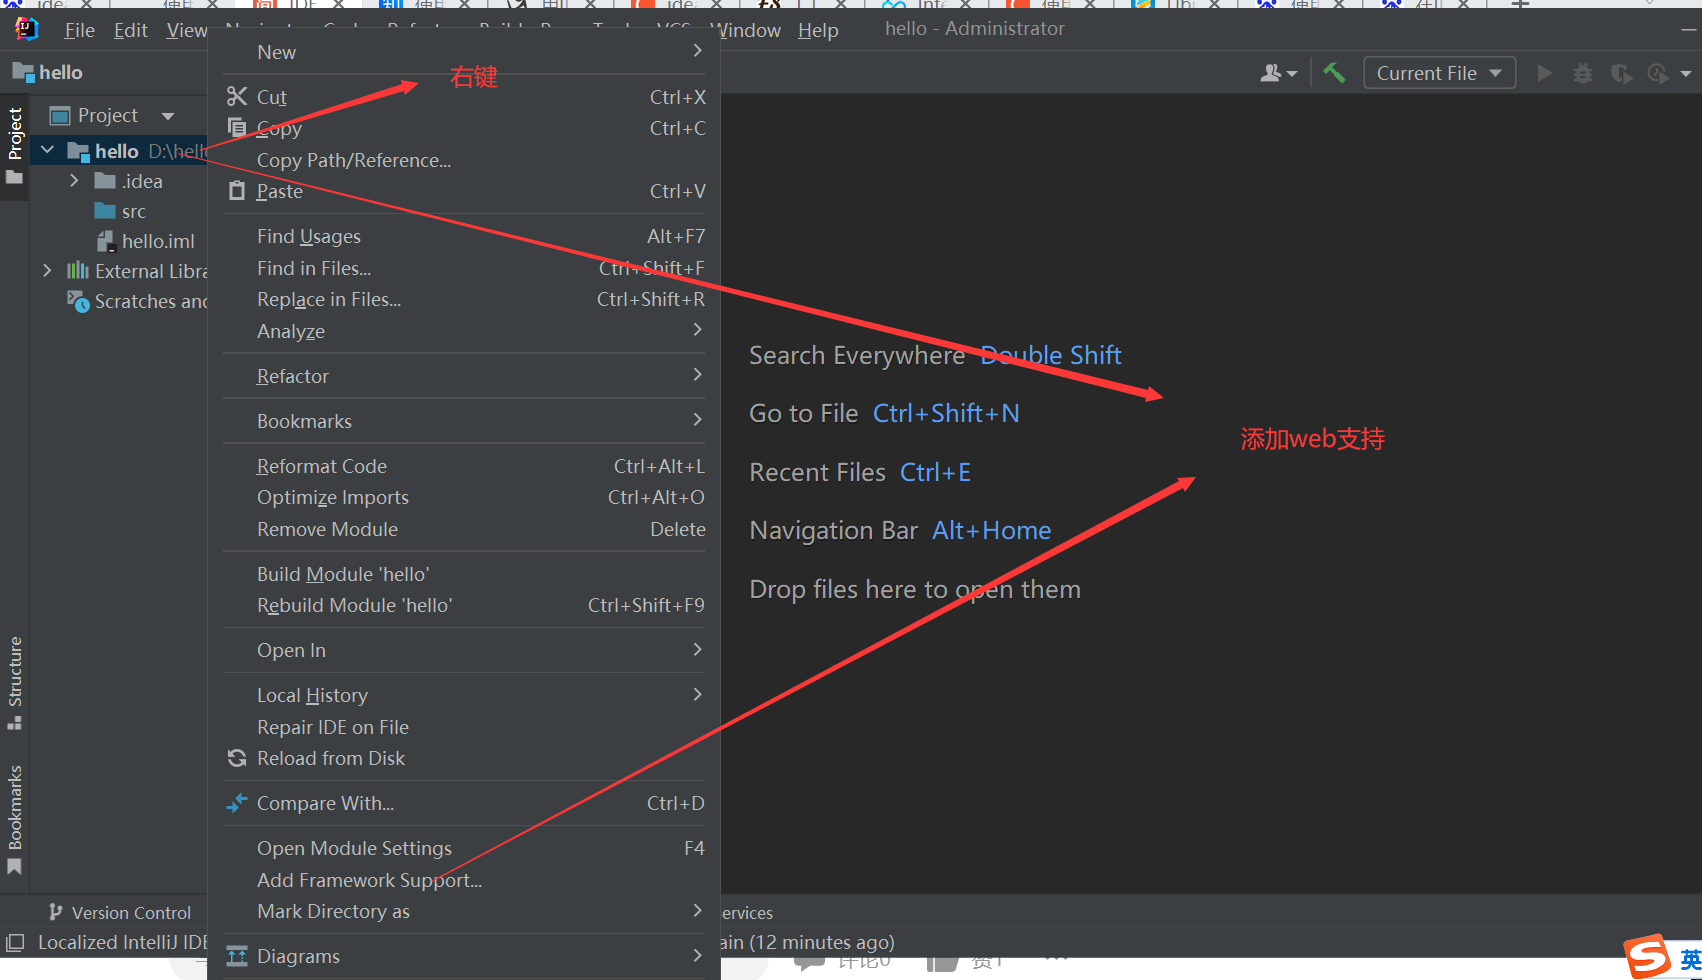 File Edit View Window Help hello - Administrator
hello
Current File
Project
Project
hello D:\hello
.idea
src
hello.iml
External Libra
Scratches and
Structure
Bookmarks
New
右键
Cut Ctrl+X
Copy Ctrl+C
Copy Path/Reference...
Paste Ctrl+V
Find Usages Alt+F7
Find in Files... Ctrl+Shift+F
Replace in Files... Ctrl+Shift+R
Analyze
Refactor
Bookmarks
Reformat Code Ctrl+Alt+L
Optimize Imports Ctrl+Alt+O
Remove Module Delete
Build Module 'hello'
Rebuild Module 'hello' Ctrl+Shift+F9
Open In
Local History
Repair IDE on File
Reload from Disk
Compare With... Ctrl+D
Open Module Settings F4
Add Framework Support...
Mark Directory as
Diagrams
Search Everywhere Double Shift
Go to File Ctrl+Shift+N
Recent Files Ctrl+E
Navigation Bar Alt+Home
Drop files here to open them
添加web支持
Version Control
ervices
Localized IntelliJ IDE
ain (12 minutes ago)
评论0 赞1
英